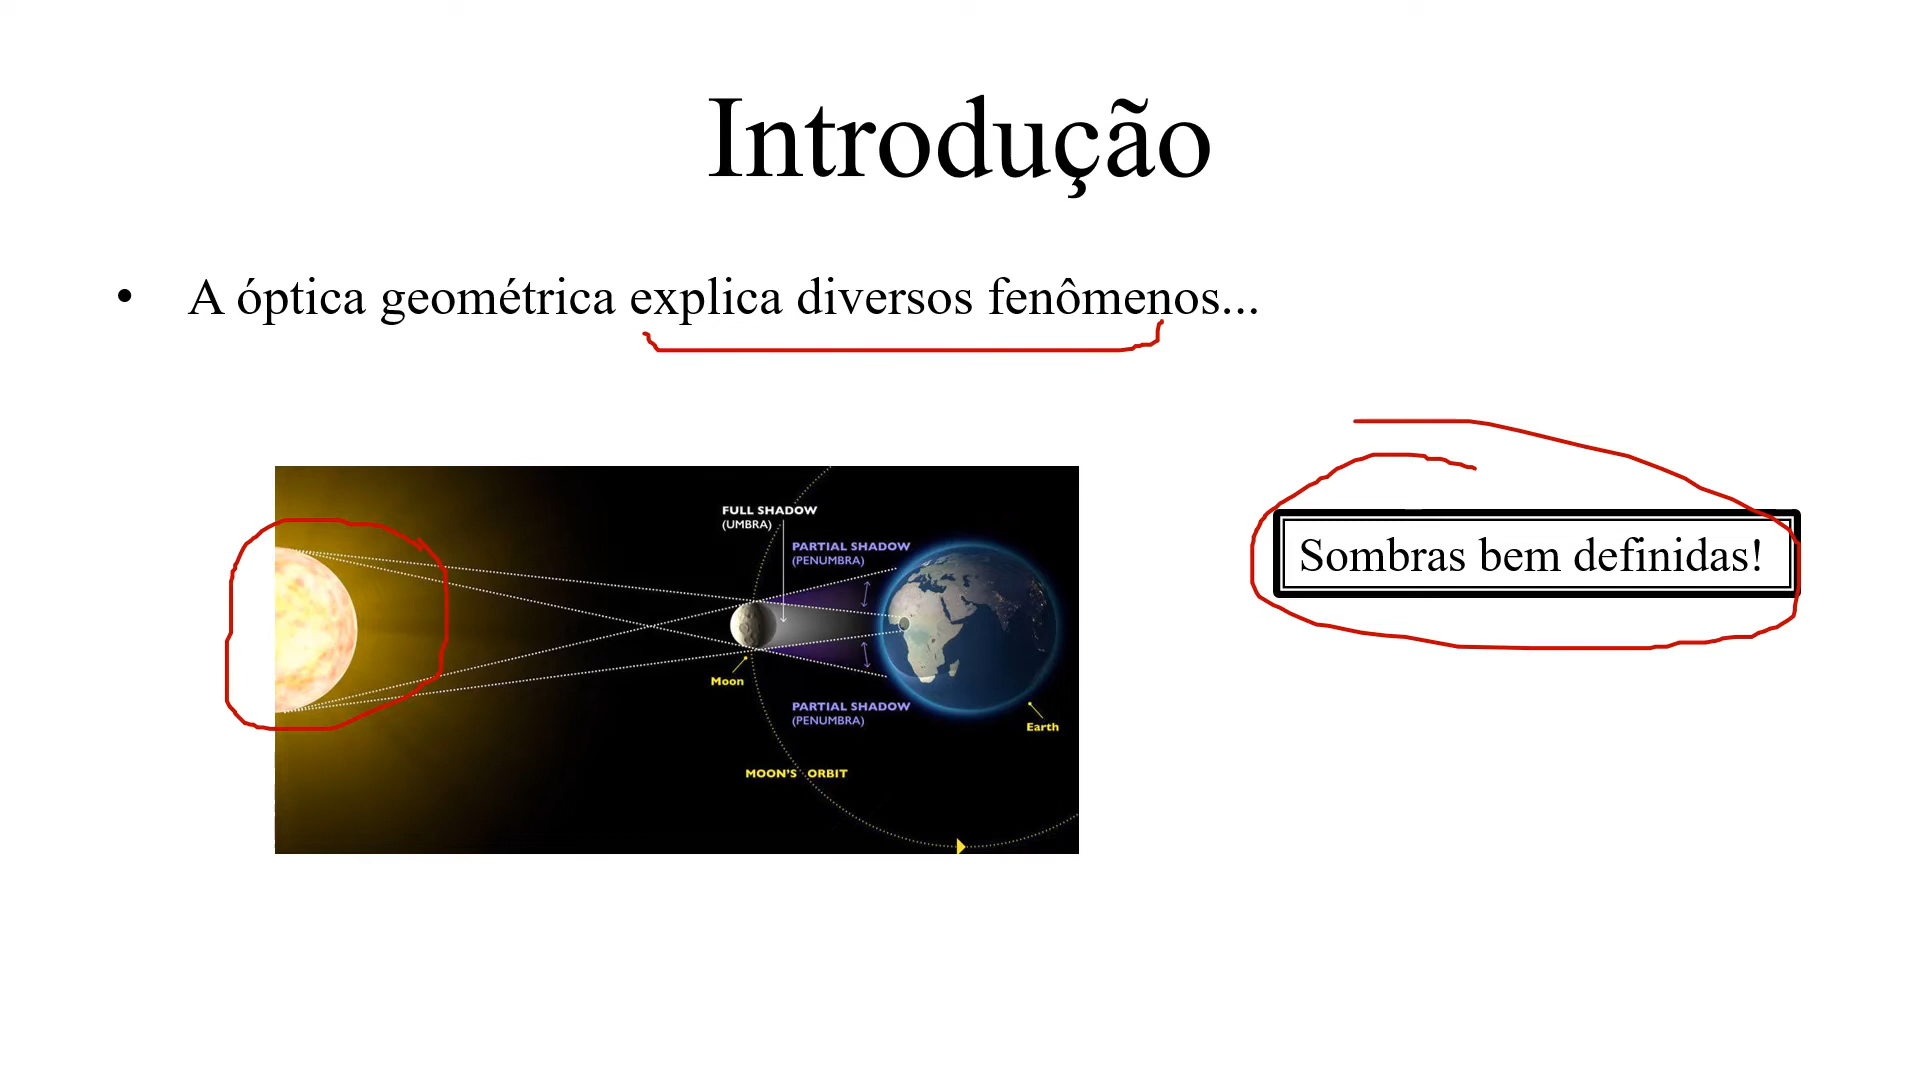 Introdução
• A óptica geométrica explica diversos fenômenos...
FULL SHADOW
(UMBRA)
PARTIAL SHADOW
(PENUMBRA)
Moon
PARTIAL SHADOW
(PENUMBRA)
Earth
MOON'S ORBIT
Sombras bem definidas!